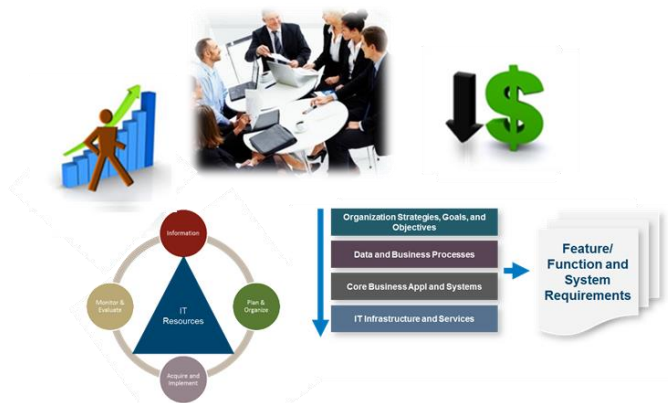 Information
Monitor &
Evaluate
IT
Resources
Plan &
Organize
Acquire and
Implement
Organization Strategies, Goals, and
Objectives
Data and Business Processes
Core Business Appl and Systems
IT Infrastructure and Services
Feature/
Function and
System
Requirements